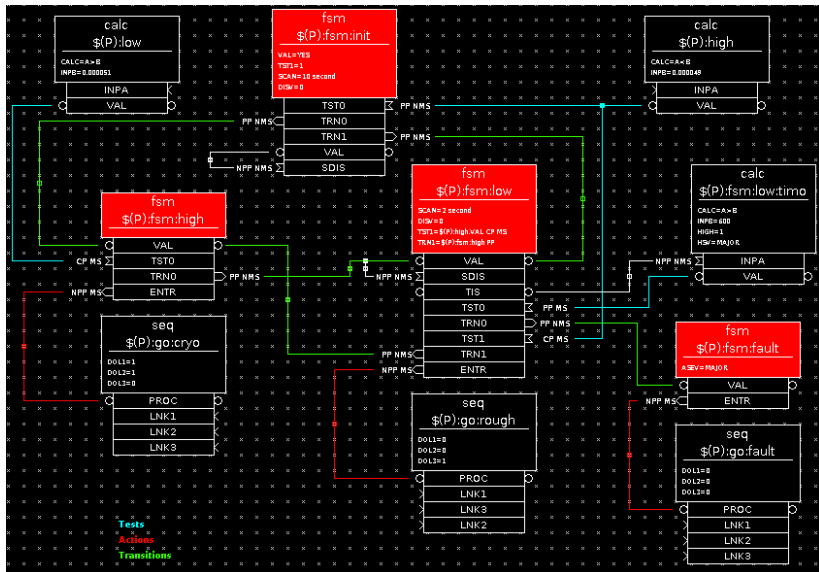 calc
$(P):low
CALC=A>B
INPB=0.000051
INPA
VAL
fsm
$(P):fsm:init
VAL=YES
TST1=1
SCAN=10 second
DISV=0
TST0
PP NMS
PP NMS
TRN0
TRN1
PP NMS
VAL
NPP NMS
SDIS
calc
$(P):high
CALC=A<B
INPB=0.000049
INPA
VAL
fsm
$(P):fsm:high
VAL
CP MS
TST0
TRN0
PP NMS
NPP MS
ENTR
fsm
$(P):fsm:low
SCAN=2 second
DISV=0
TST1=$(P):high.VAL CP MS
TRN1=$(P):fsm:high PP
VAL
NPP NMS
SDIS
TIS
TST0
PP MS
TRN0
PP NMS
TST1
CP MS
PP NMS
TRN1
NPP MS
ENTR
calc
$(P):fsm:low:timo
CALC=A>B
INPB=600
HIGH=1
HSV=MAJOR
NPP NMS
INPA
VAL
seq
$(P):go:cryo
DOL1=1
DOL2=1
DOL3=0
PROC
LNK1
LNK2
LNK3
fsm
$(P):fsm:fault
ASEV=MAJOR
VAL
NPP MS
ENTR
seq
$(P):go:rough
DOL1=0
DOL2=0
DOL3=1
PROC
LNK1
LNK3
LNK2
seq
$(P):go:fault
DOL1=0
DOL2=0
DOL3=0
PROC
LNK1
LNK2
LNK3
Tests
Actions
Transitions